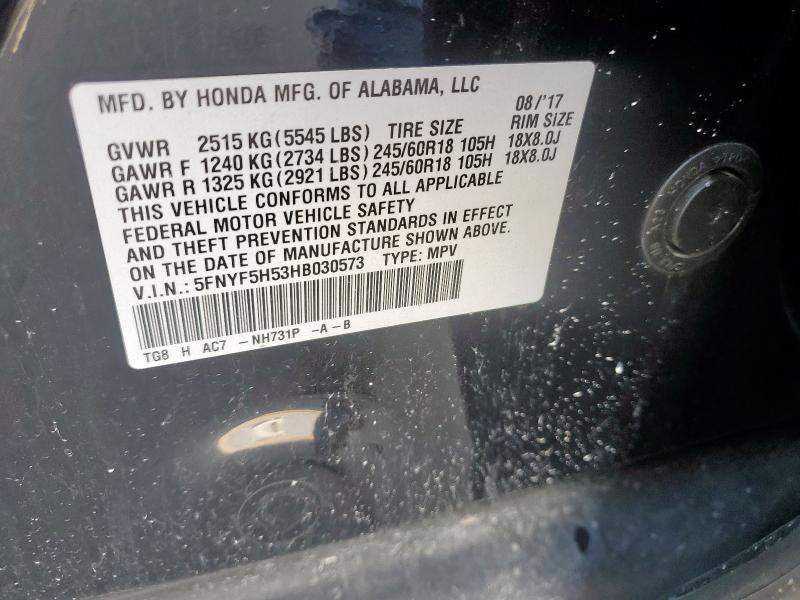 MFD. BY HONDA MFG. OF ALABAMA, LLC
08/'17
GVWR 2515 KG(5545 LBS) TIRE SIZE RIM SIZE
GAWR F 1240 KG(2734 LBS)245/60R18 105H 18X8.0J
GAWR R 1325 KG(2921 LBS)245/60R18 105H 18X8.0J
THIS VEHICLE CONFORMS TO ALL APPLICABLE
FEDERAL MOTOR VEHICLE SAFETY
AND THEFT PREVENTION STANDARDS IN EFFECT
ON THE DATE OF MANUFACTURE SHOWN ABOVE.
V.I.N.: 5FNYF5H53HB030573 TYPE: MPV
TG8 H AC7 -NH731P -A-B
HONDA